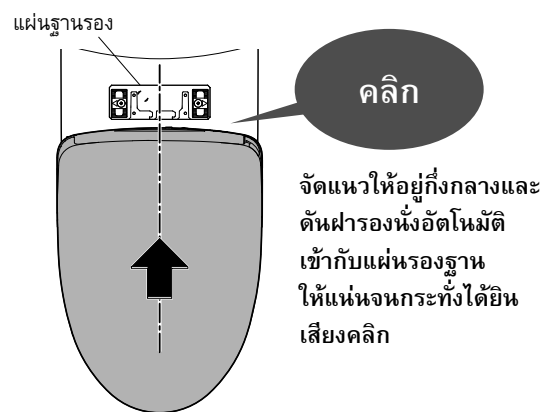 แผ่นฐานรอง
คลิก
จัดแนวให้อยู่กึ่งกลางและ
ดันฝารองนั่งอัตโนมัติ
เข้ากับแผ่นรองฐาน
ให้แน่นจนกระทั่งได้ยิน
เสียงคลิก